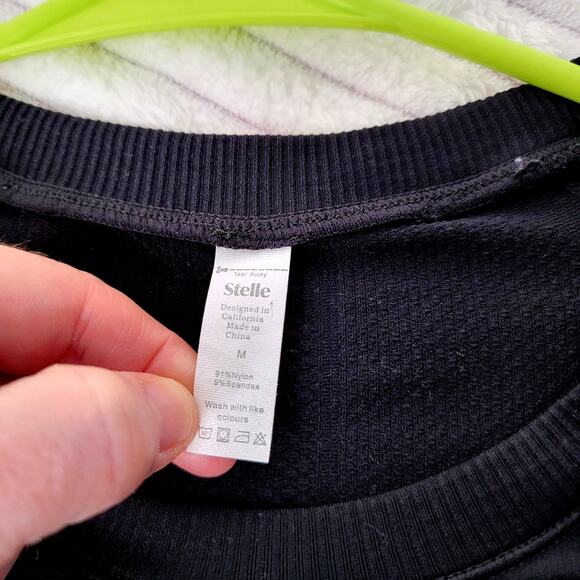 Tear Away
Stelle
Designed in
California
Made in
China
M
91%Nylon
9%Spandex
Wash with like
colours